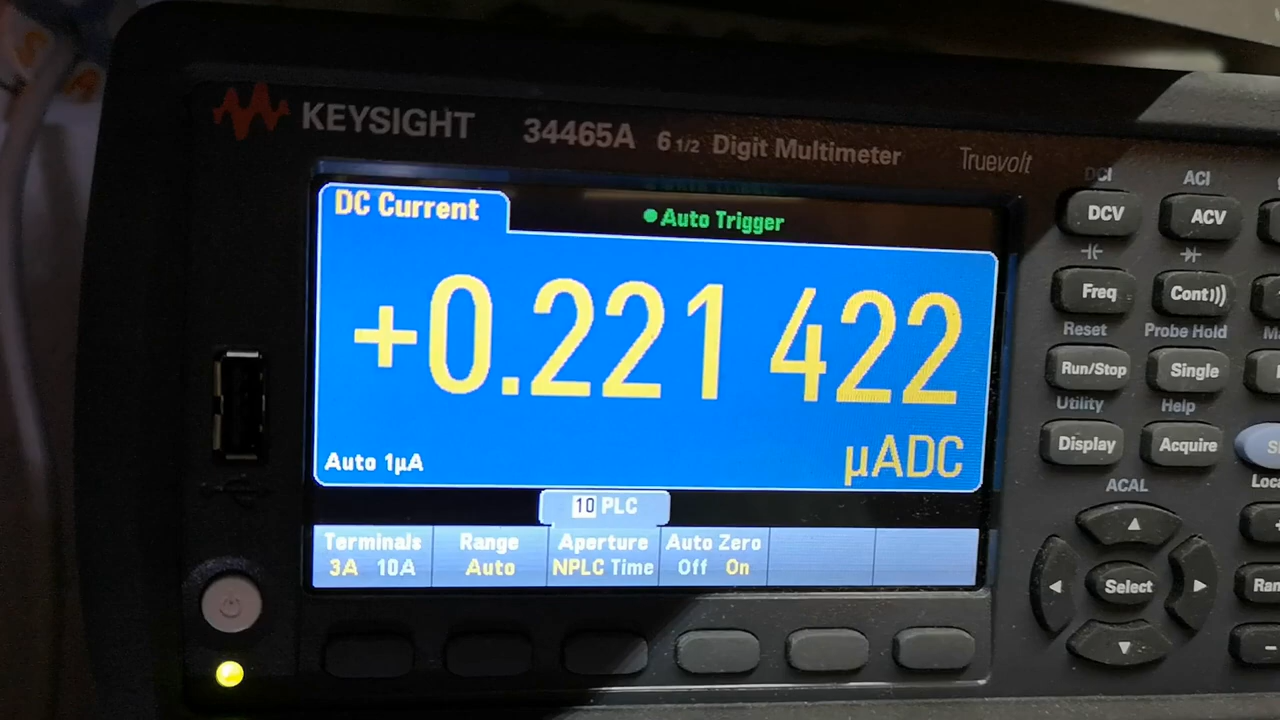 KEYSIGHT 34465A 6 1/2 Digit Multimeter Truevolt
DC Current
Auto Trigger
+0.221 422
µADC
Auto 1µA
10 PLC
Terminals Range Aperture Auto Zero
3A 10A Auto NPLC Time Off On
DCI ACI
DCV ACV
Freq Cont
Reset Probe Hold
Run/Stop Single
Utility Help
Display Acquire
ACAL
Select